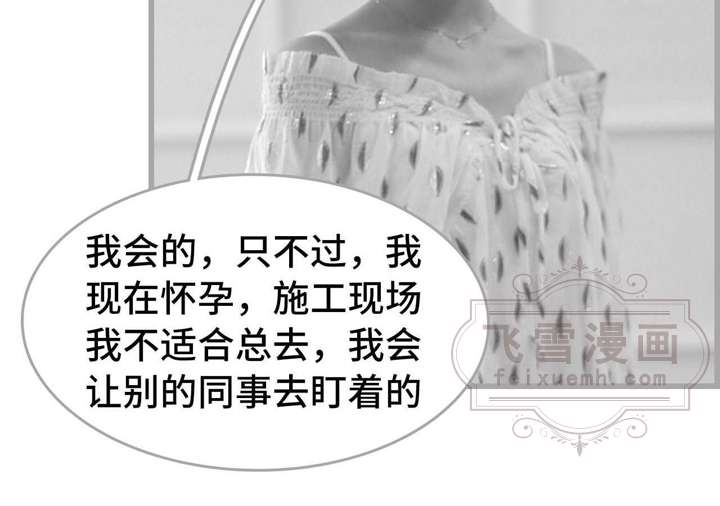 我会的，只不过，我
现在怀孕，施工现场
我不适合总去，我会
让别的同事去盯着的
飞雪漫画
feixuemh.com